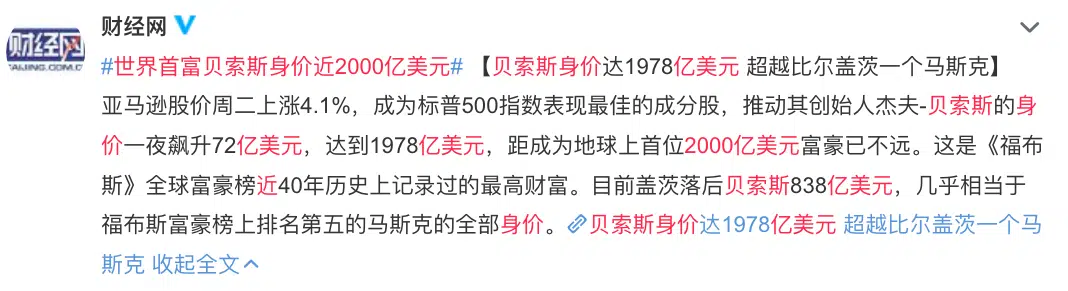 财经网
财经网
CAIJING.COM.CN
#世界首富贝索斯身价近2000亿美元# 【贝索斯身价达1978亿美元 超越比尔盖茨一个马斯克】
亚马逊股价周二上涨4.1%，成为标普500指数表现最佳的成分股，推动其创始人杰夫-贝索斯的身
价一夜飙升72亿美元，达到1978亿美元，距成为地球上首位2000亿美元富豪已不远。这是《福布
斯》全球富豪榜近40年历史上记录过的最高财富。目前盖茨落后贝索斯838亿美元，几乎相当于
福布斯富豪榜上排名第五的马斯克的全部身价。贝索斯身价达1978亿美元 超越比尔盖茨一个马
斯克 收起全文